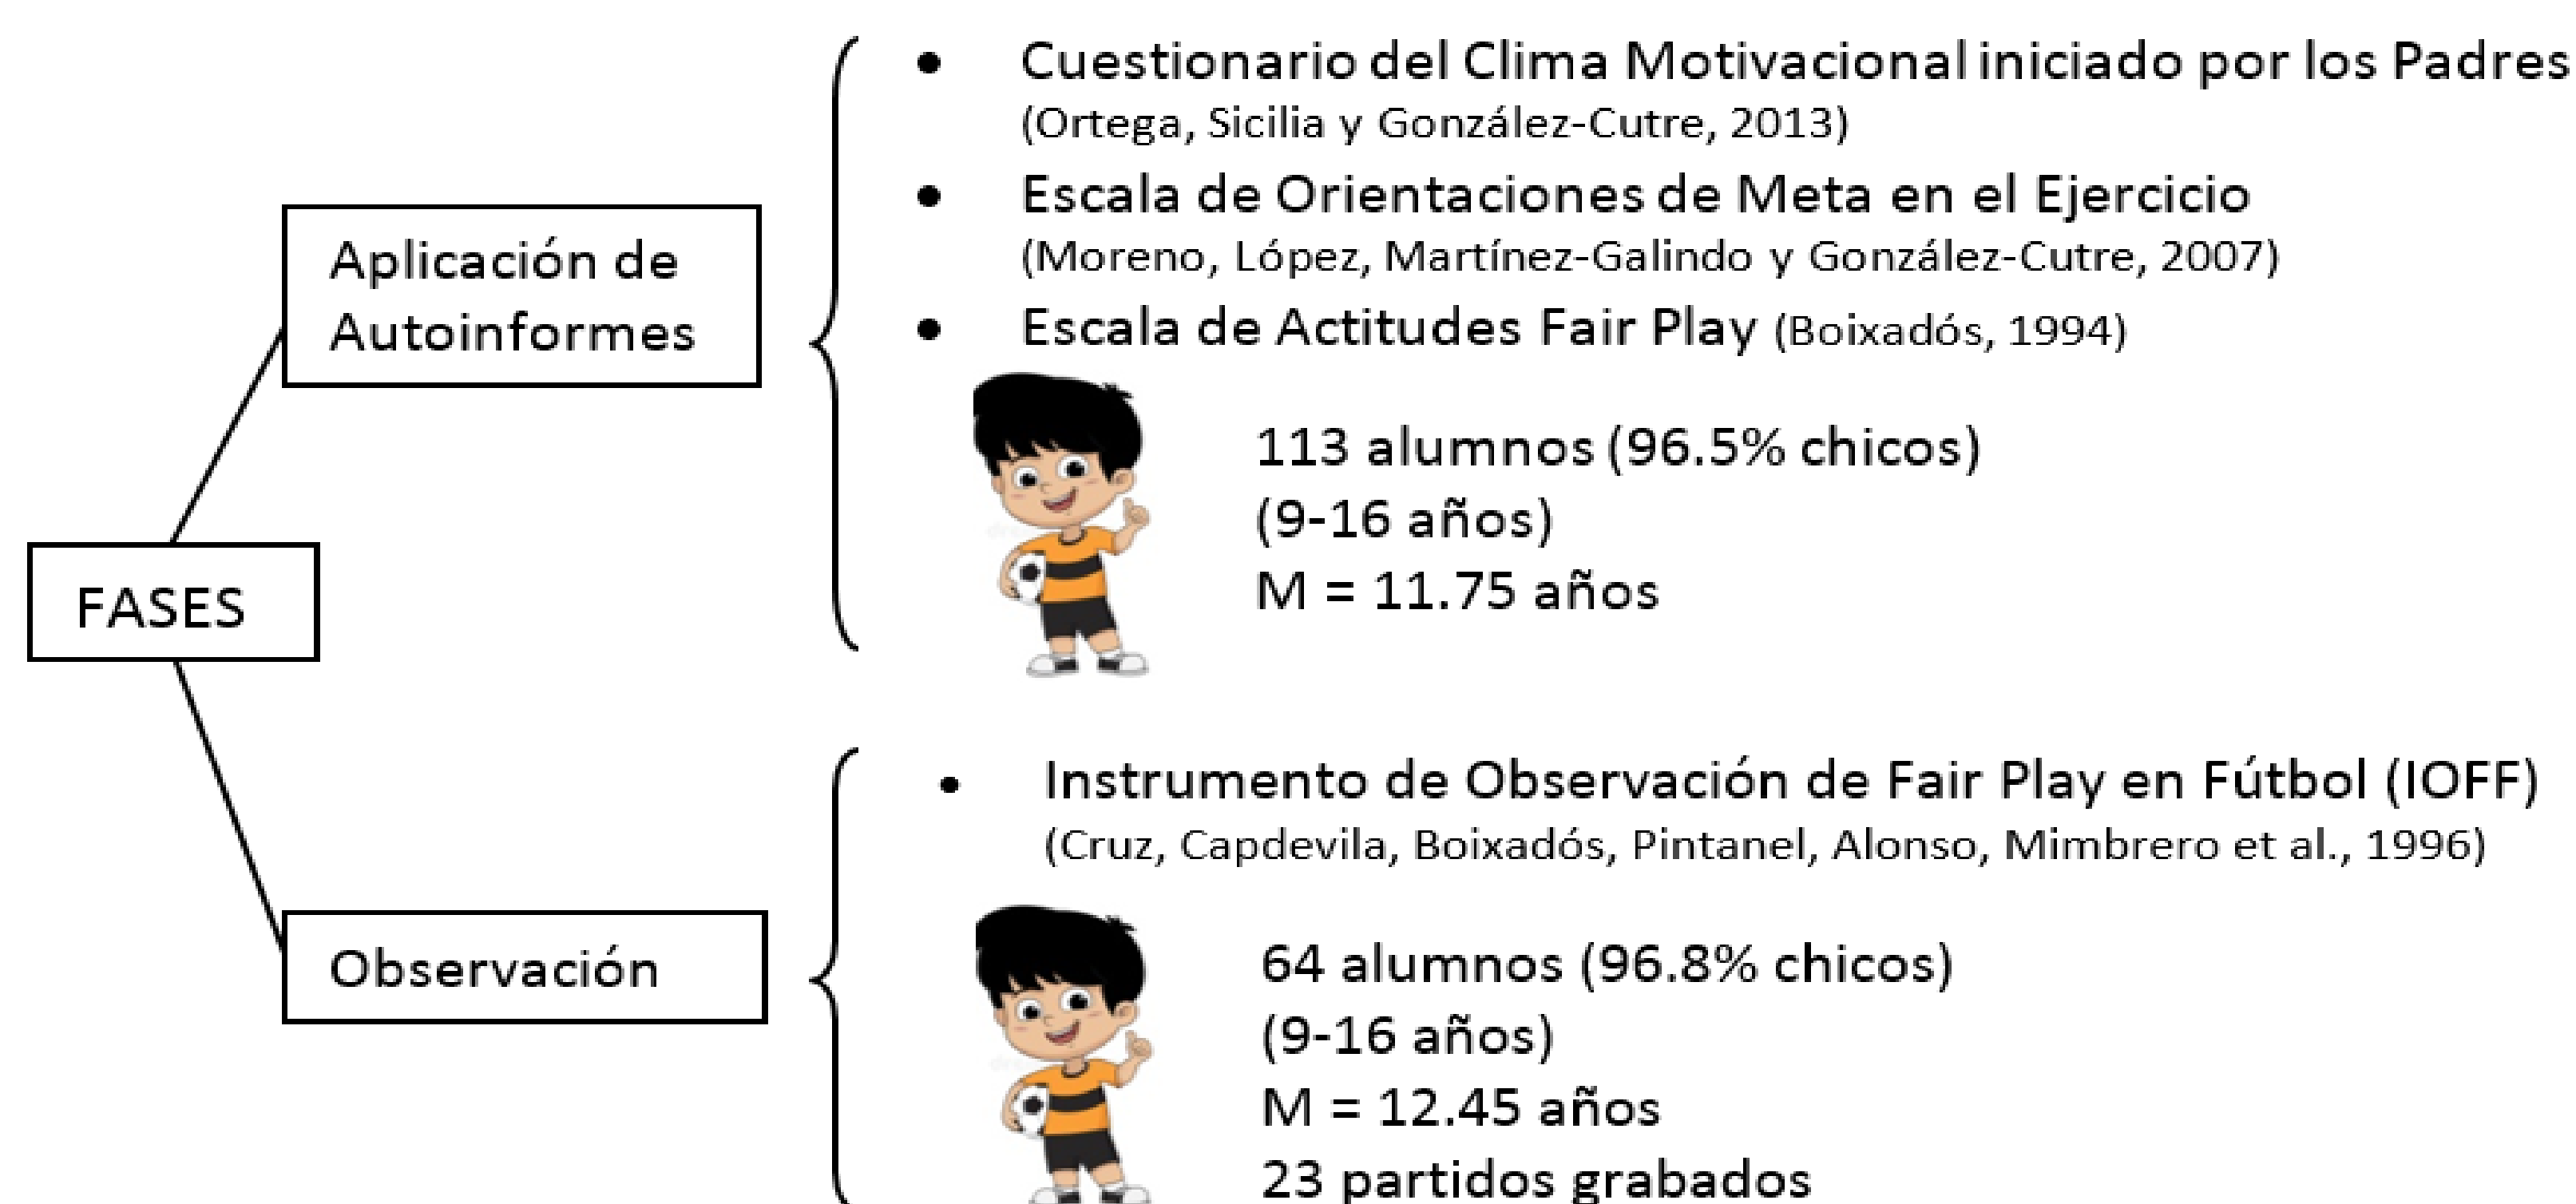 FASES
Aplicación de
Autoinformes
• Cuestionario del Clima Motivacional iniciado por los Padres
(Ortega, Sicilia y González-Cutre, 2013)
• Escala de Orientaciones de Meta en el Ejercicio
(Moreno, López, Martínez-Galindo y González-Cutre, 2007)
• Escala de Actitudes Fair Play (Boixadós, 1994)
113 alumnos (96.5% chicos)
(9-16 años)
M = 11.75 años
Observación
• Instrumento de Observación de Fair Play en Fútbol (IOFF)
(Cruz, Capdevila, Boixadós, Pintanel, Alonso, Mimbrero et al., 1996)
64 alumnos (96.8% chicos)
(9-16 años)
M = 12.45 años
23 partidos grabados